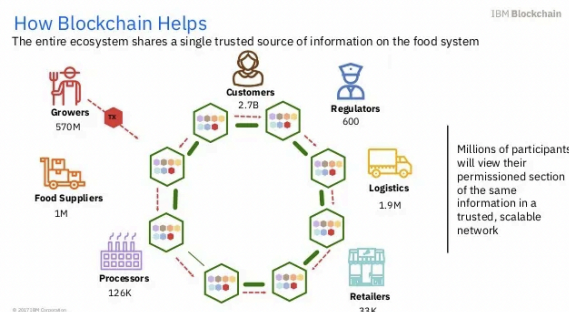 IBM Blockchain
How Blockchain Helps
The entire ecosystem shares a single trusted source of information on the food system
Customers
2.7B
Regulators
600
Growers
570M
TX
Food Suppliers
1M
Logistics
1.9M
Processors
126K
Retailers
33K
Millions of participants
will view their
permissioned section
of the same
information in a
trusted, scalable
network
© 2017 IBM Corporation